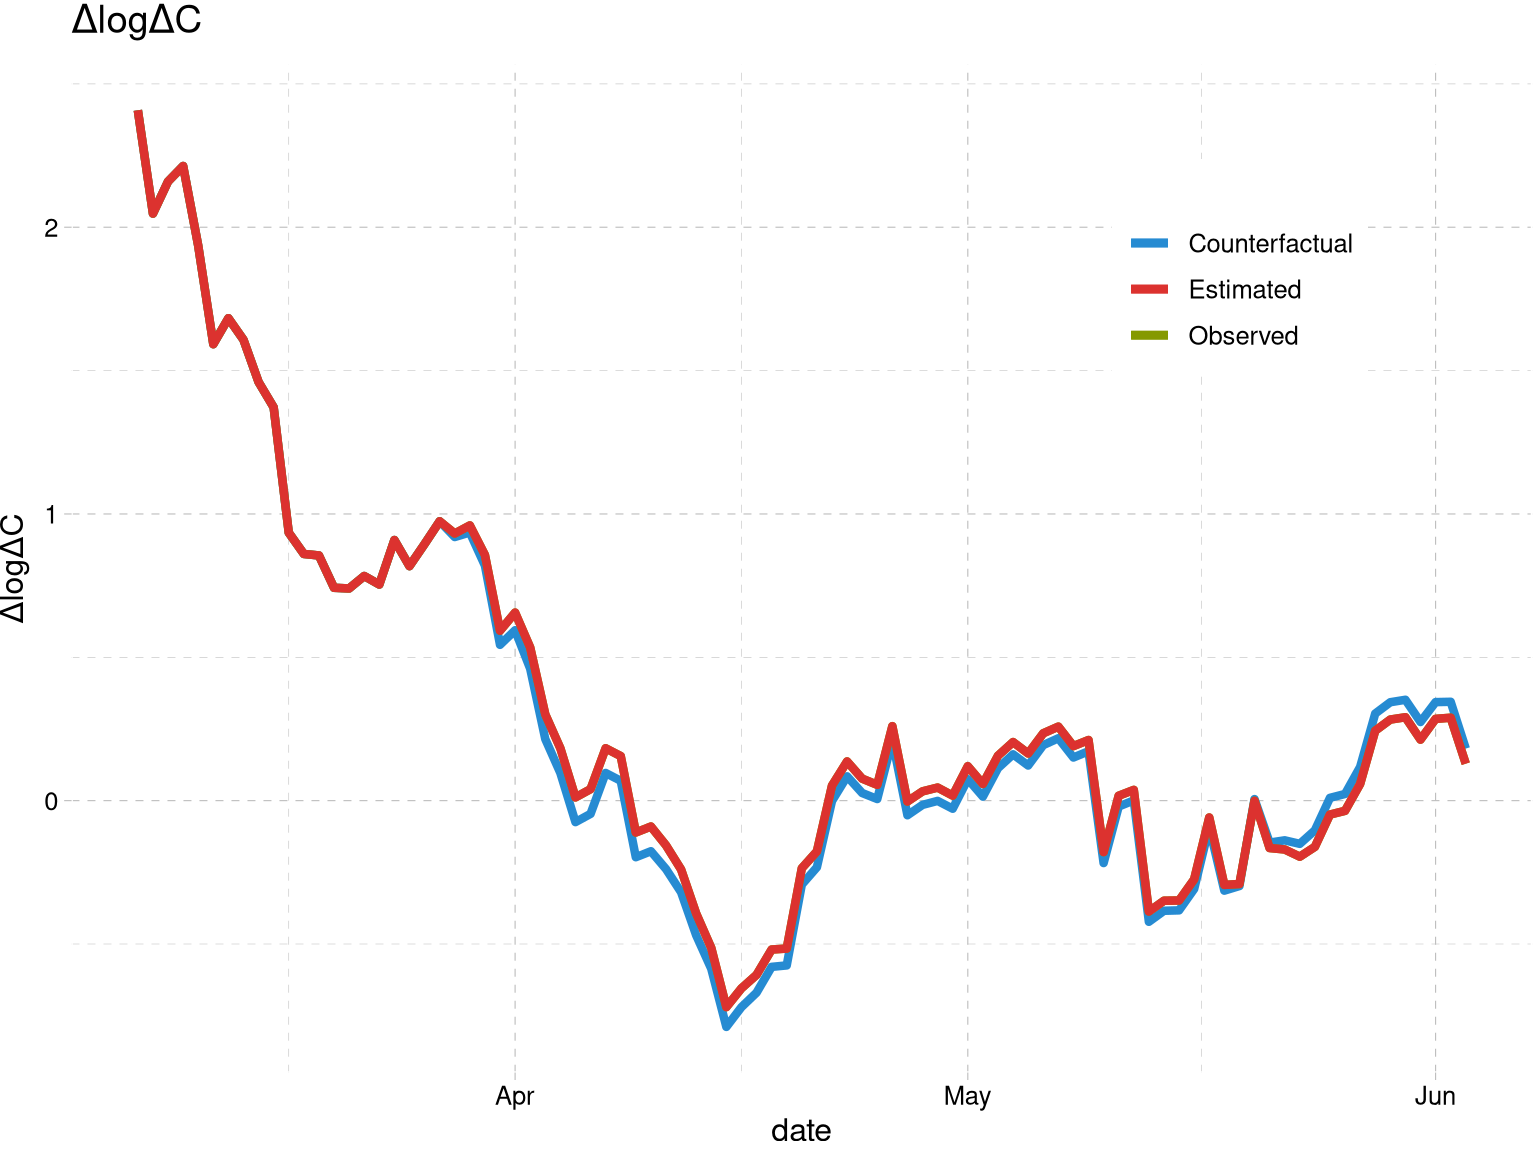 ΔlogΔC
2
1
0
ΔlogΔC
Counterfactual
Estimated
Observed
Apr
May
Jun
date